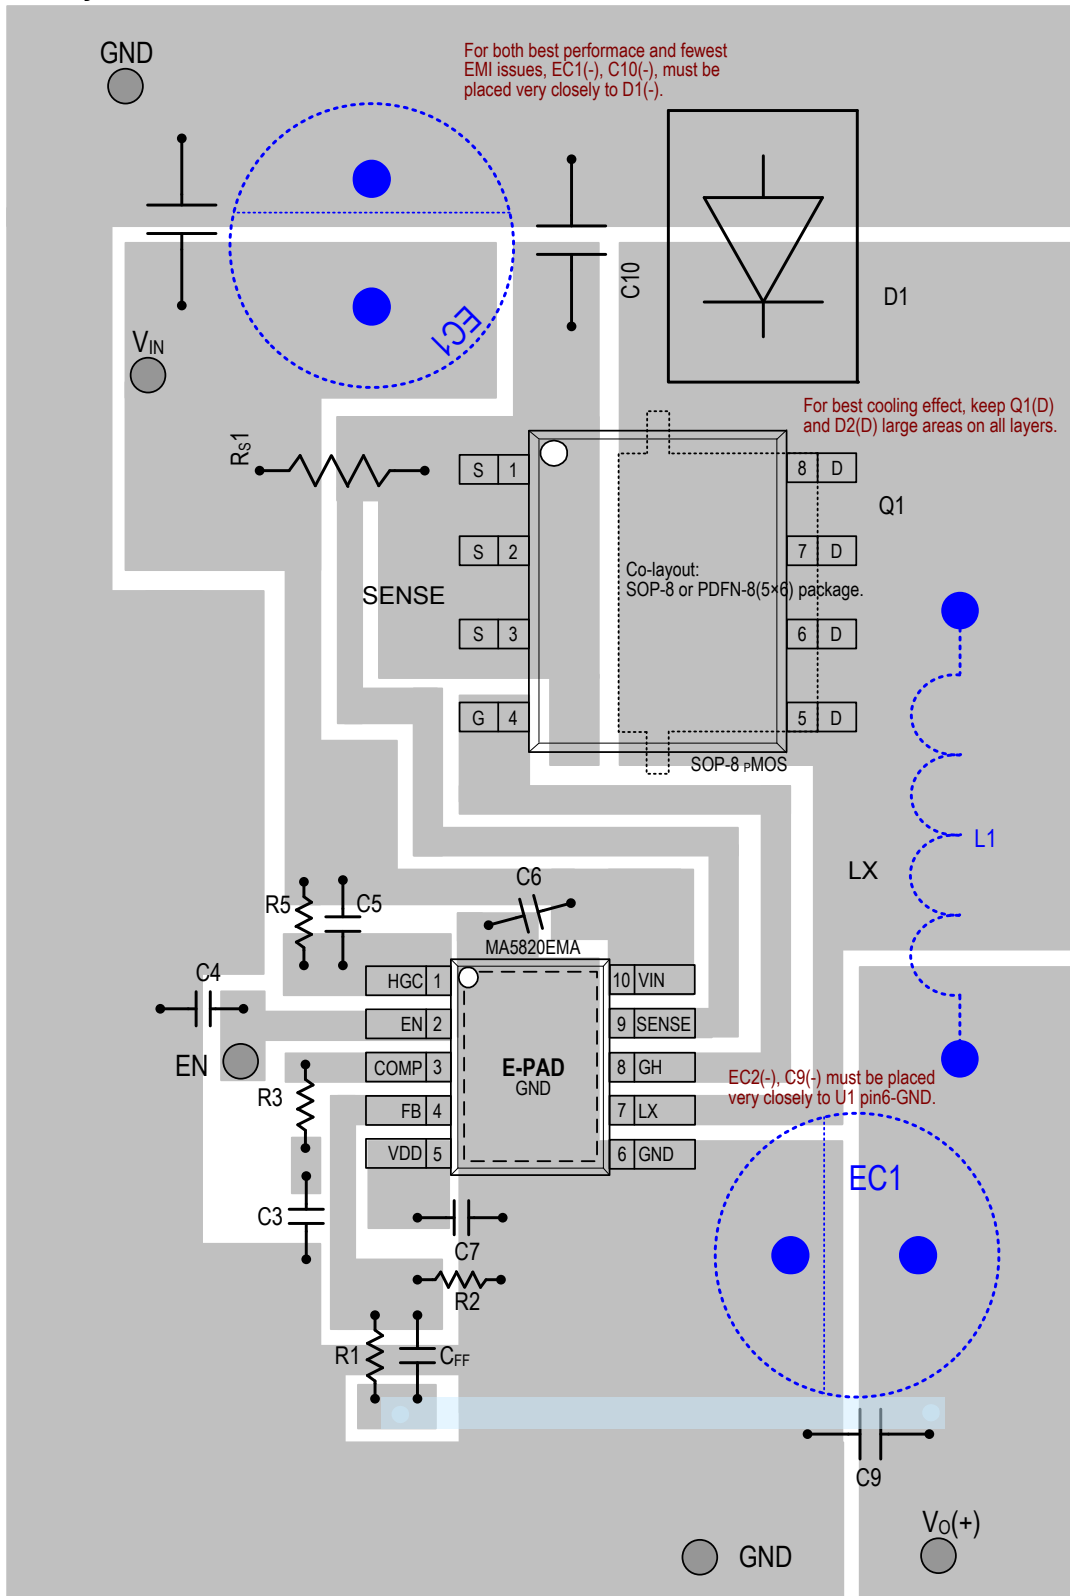 GND
For both best performace and fewest
EMI issues, EC1(-), C10(-), must be
placed very closely to D1(-).
C10
D1
EC1
VIN
For best cooling effect, keep Q1(D)
and D2(D) large areas on all layers.
RS1
S 1
8 D
Q1
S 2
7 D
Co-layout:
SOP-8 or PDFN-8(5×6) package.
SENSE
S 3
6 D
G 4
5 D
SOP-8 PMOS
L1
LX
C6
R5
C5
MA5820EMA
C4
HGC 1
10 VIN
EN 2
9 SENSE
EN
COMP 3
E-PAD
GND
8 GH
R3
EC2(-), C9(-) must be placed
very closely to U1 pin6-GND.
FB 4
7 LX
VDD 5
6 GND
EC1
C3
C7
R2
R1
CFF
C9
VO(+)
GND